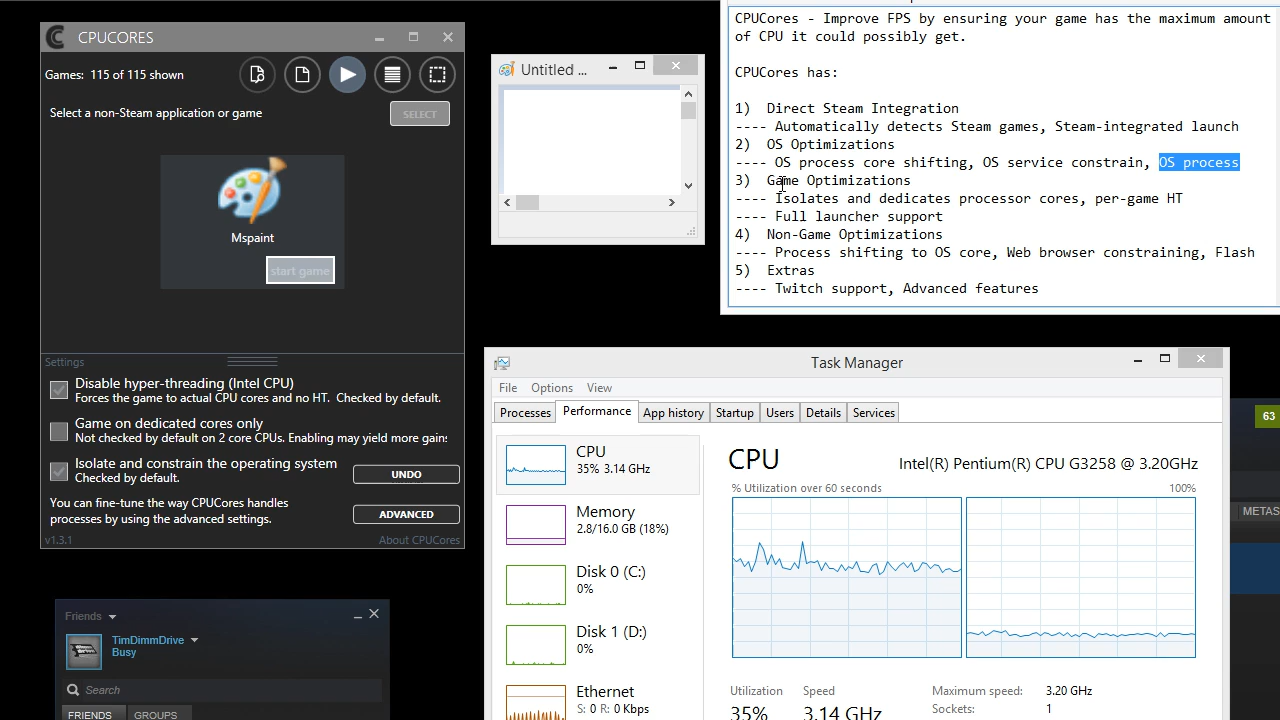 CPUCORES
Games: 115 of 115 shown
Select a non-Steam application or game
SELECT
Mspaint
start game
Settings
Disable hyper-threading (Intel CPU)
Forces the game to actual CPU cores and no HT. Checked by default.
Game on dedicated cores only
Not checked by default on 2 core CPUs. Enabling may yield more gain
Isolate and constrain the operating system
Checked by default.
UNDO
You can fine-tune the way CPUCores handles
processes by using the advanced settings.
ADVANCED
v1.3.1
About CPUCores
Untitled ...
CPUCores - Improve FPS by ensuring your game has the maximum amount
of CPU it could possibly get.
CPUCores has:
1) Direct Steam Integration
---- Automatically detects Steam games, Steam-integrated launch
2) OS Optimizations
---- OS process core shifting, OS service constrain, OS process
3) Game Optimizations
---- Isolates and dedicates processor cores, per-game HT
---- Full launcher support
4) Non-Game Optimizations
---- Process shifting to OS core, Web browser constraining, Flash
5) Extras
---- Twitch support, Advanced features
Task Manager
File Options View
Processes Performance App history Startup Users Details Services
CPU
35% 3.14 GHz
Memory
2.8/16.0 GB (18%)
Disk 0 (C:)
0%
Disk 1 (D:)
0%
Ethernet
S: 0 R: 0 Kbps
CPU
Intel(R) Pentium(R) CPU G3258 @ 3.20GHz
% Utilization over 60 seconds
100%
Utilization Speed
35% 3.14 GHz
Maximum speed: 3.20 GHz
Sockets: 1
63
METAS
Friends
TimDimmDrive
Busy
Search
FRIENDS GROUPS